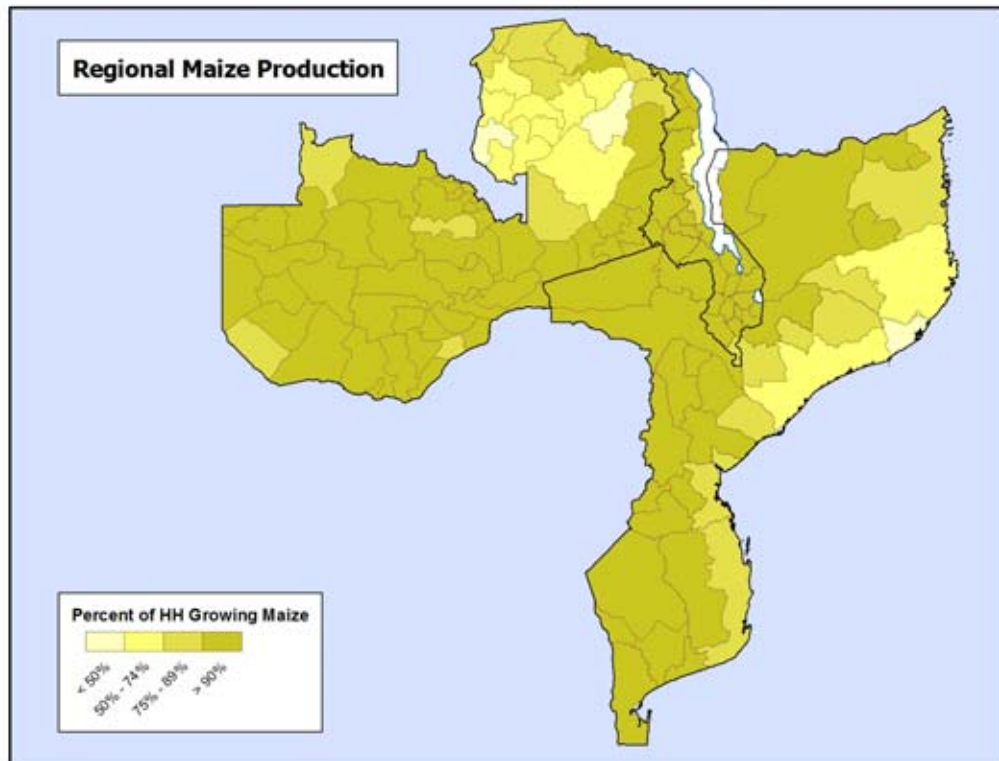 Regional Maize Production
Percent of HH Growing Maize
< 50%
50% - 74%
75% - 89%
> 90%